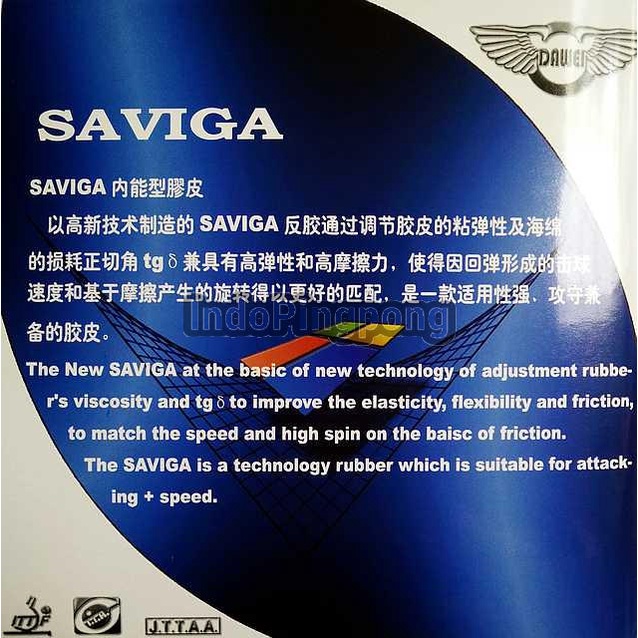 DAWEI
SAVIGA
SAVIGA 内能型膠皮
以高新技术制造的 SAVIGA 反胶通过调节胶皮的粘弹性及海绵
的损耗正切角 tg δ 兼具有高弹性和高摩擦力，使得因回弹形成的击球
速度和基于摩擦产生的旋转得以更好的匹配，是一款适用性强、攻守兼
IndoPingpong
备的胶皮。
The New SAVIGA at the basic of new technology of adjustment rubbe-
r's viscosity and tg δ to improve the elasticity, flexibility and friction,
to match the speed and high spin on the baisc of friction.
The SAVIGA is a technology rubber which is suitable for attack-
ing + speed.
ITTF
J.T.T.A.A.